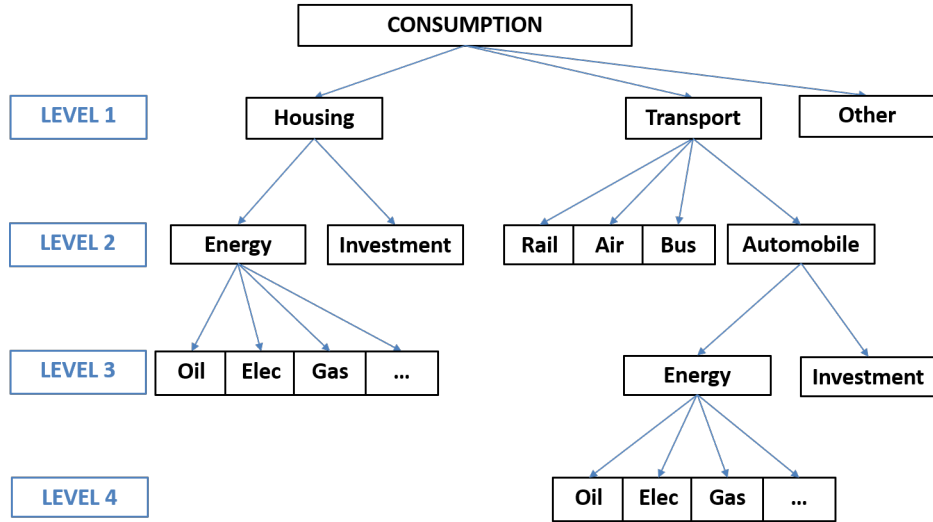 CONSUMPTION
LEVEL 1
Housing
Transport
Other
LEVEL 2
Energy
Investment
Rail
Air
Bus
Automobile
LEVEL 3
Oil
Elec
Gas
...
Energy
Investment
LEVEL 4
Oil
Elec
Gas
...